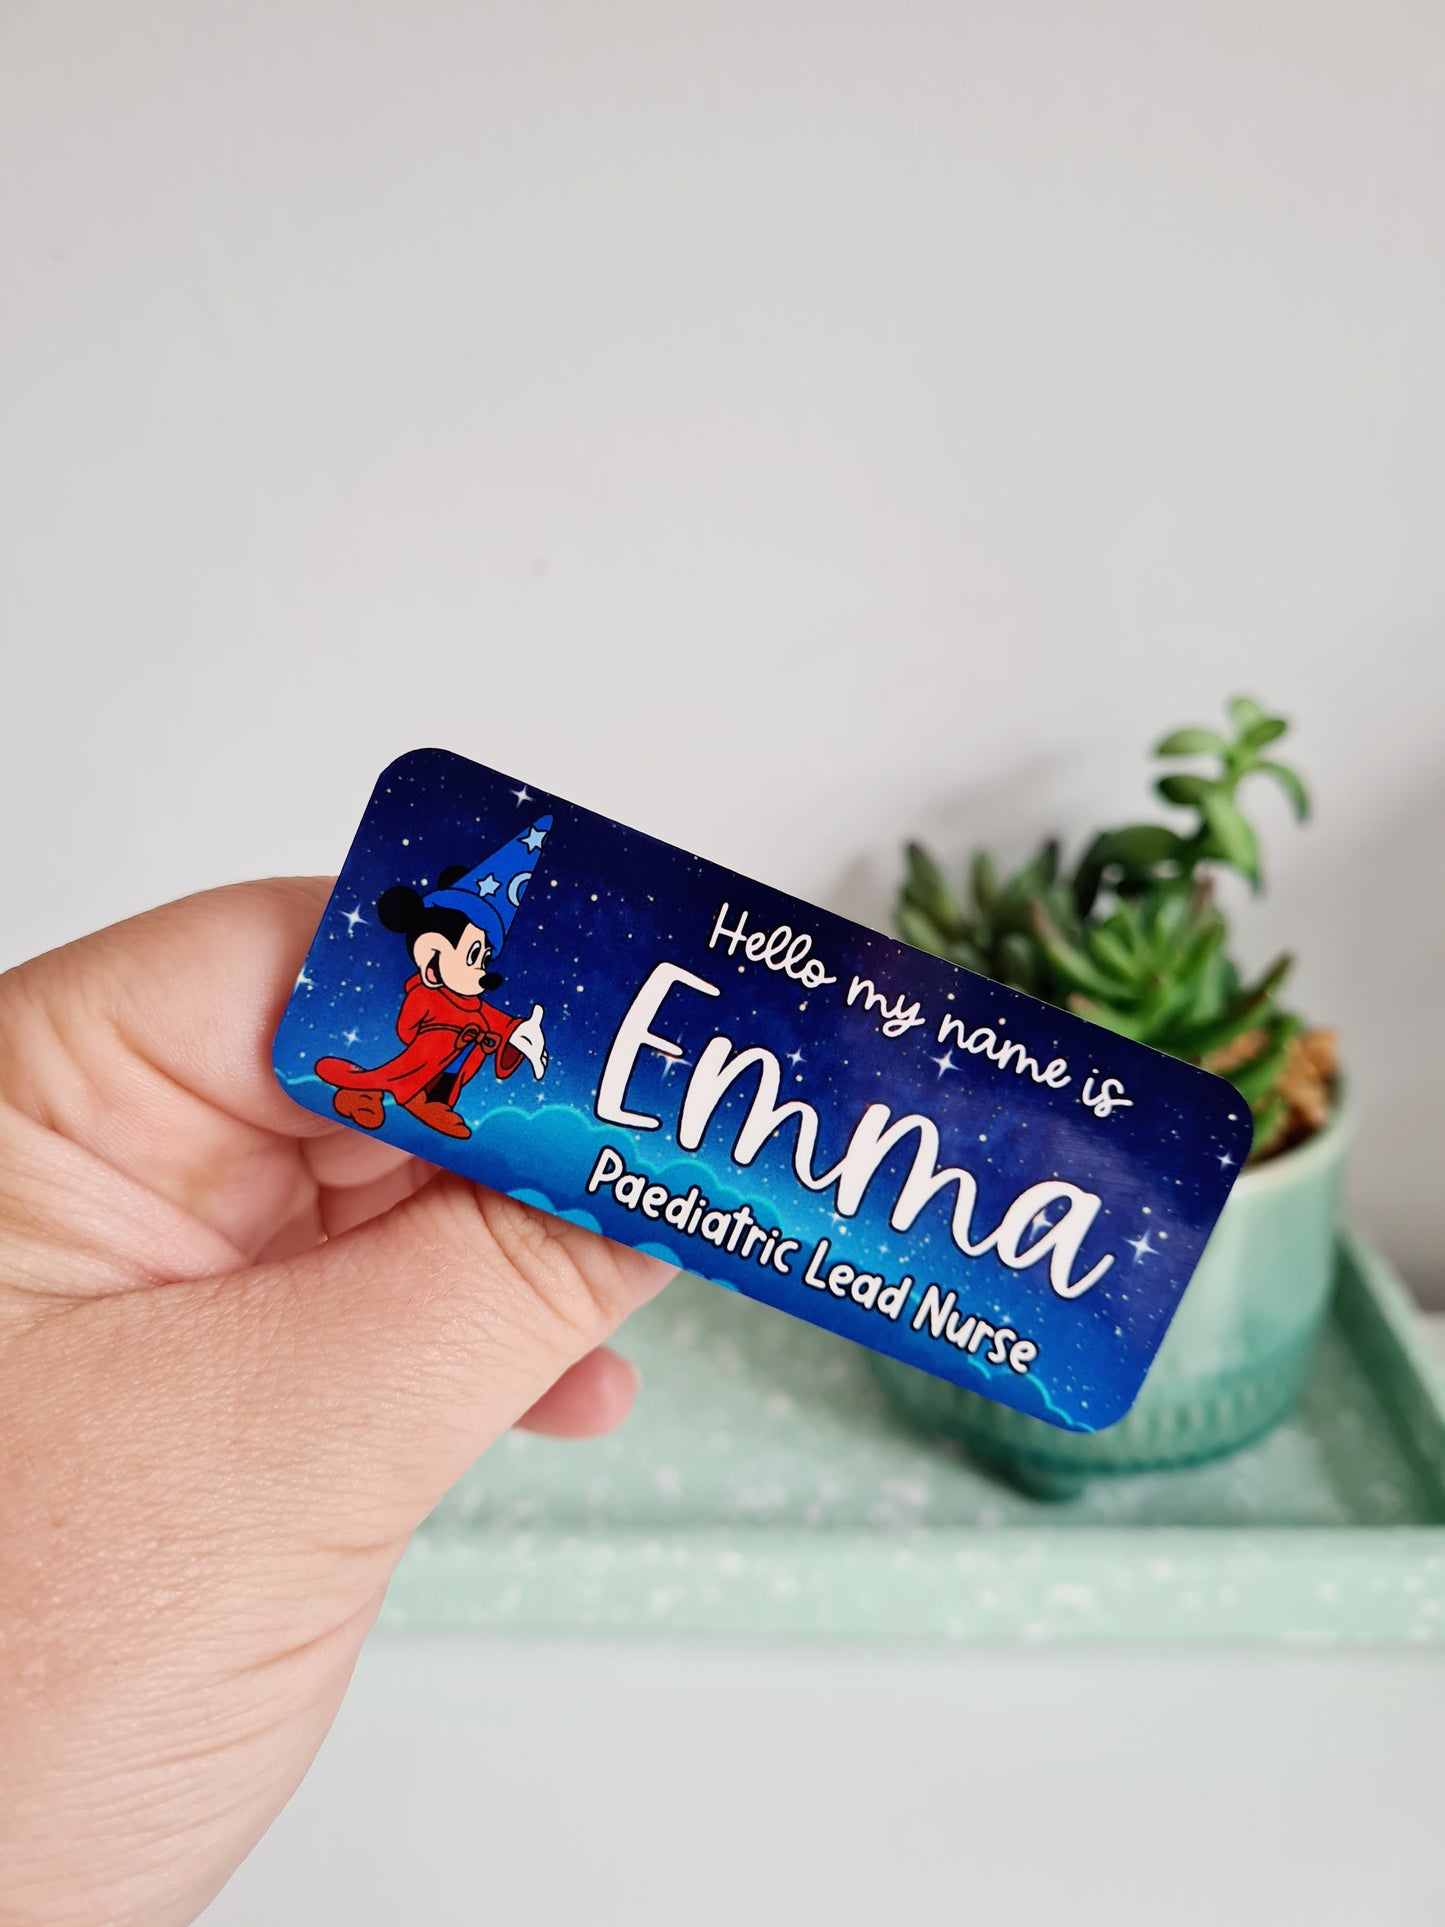 Hello my name is
Emma
Paediatric Lead Nurse